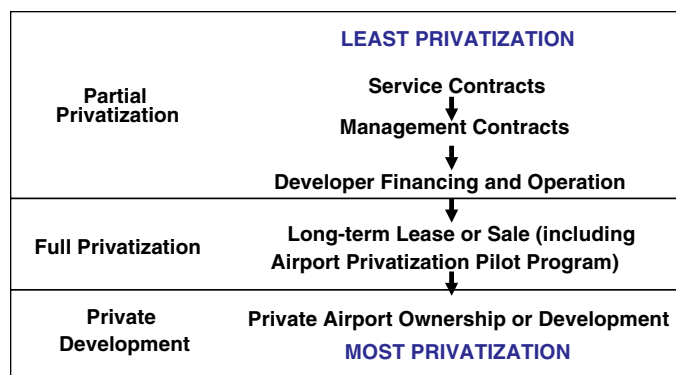 LEAST PRIVATIZATION
Partial
Privatization
Service Contracts
Management Contracts
Developer Financing and Operation
Full Privatization
Long-term Lease or Sale (including
Airport Privatization Pilot Program)
Private
Development
Private Airport Ownership or Development
MOST PRIVATIZATION